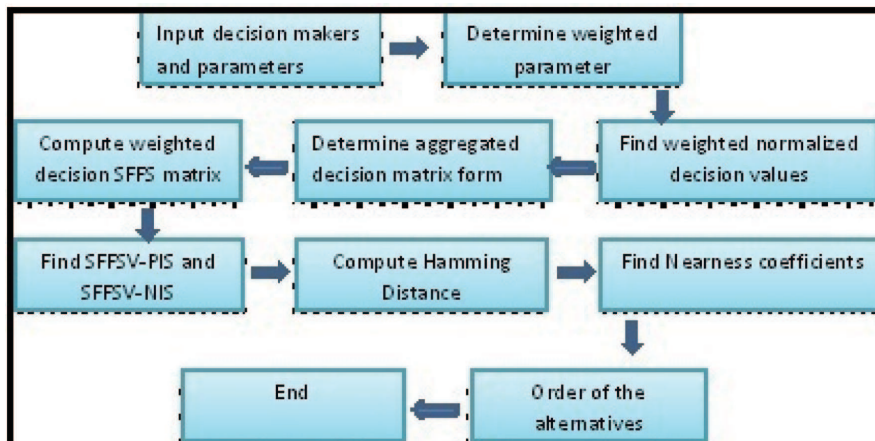 Input decision makers
and parameters
Determine weighted
parameter
Find weighted normalized
decision values
Determine aggregated
decision matrix form
Compute weighted
decision SFFS matrix
Find SFFSV-PIS and
SFFSV-NIS
Compute Hamming
Distance
Find Nearness coefficients
Order of the
alternatives
End